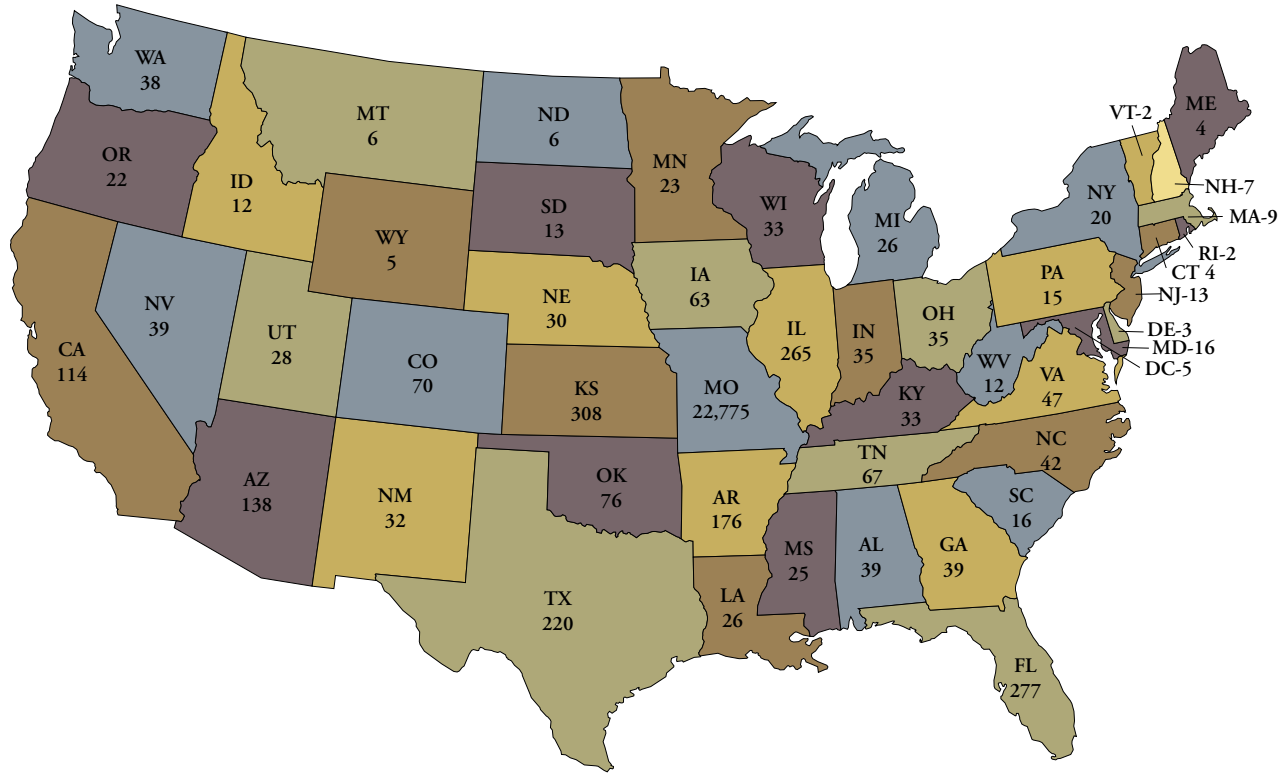 WA
38
OR
22
CA
114
NV
39
ID
12
MT
6
WY
5
UT
28
AZ
138
CO
70
NM
32
ND
6
SD
13
NE
30
KS
308
OK
76
TX
220
MN
23
IA
63
MO
22,775
AR
176
LA
26
WI
33
IL
265
MI
26
IN
35
OH
35
KY
33
TN
67
MS
25
AL
39
GA
39
FL
277
SC
16
NC
42
VA
47
WV
12
PA
15
NY
20
VT-2
ME
4
NH-7
MA-9
RI-2
CT 4
NJ-13
DE-3
MD-16
DC-5